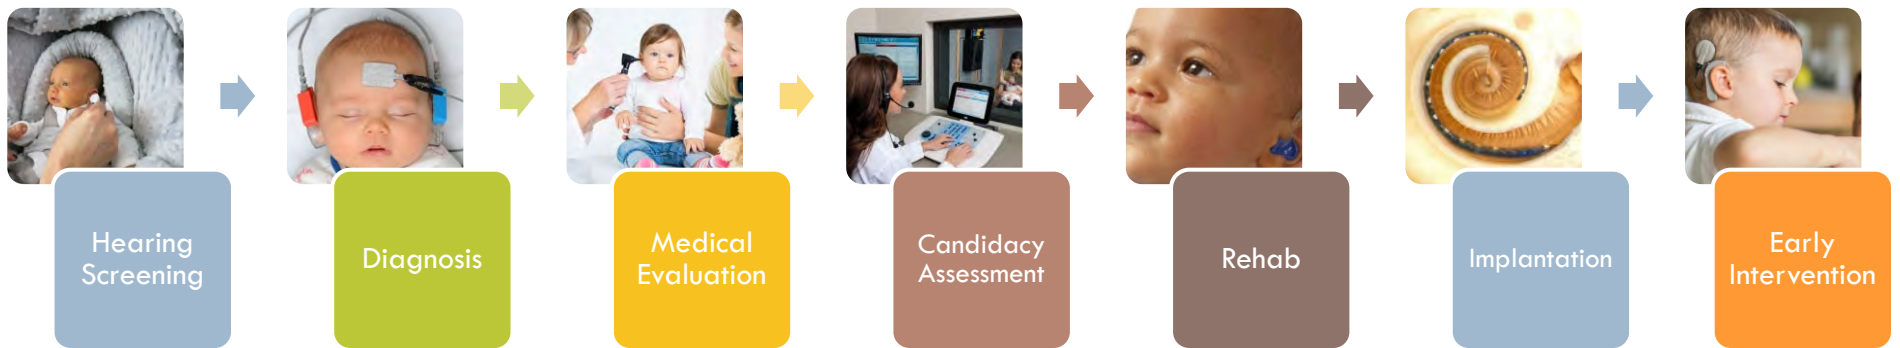 Hearing
Screening
Diagnosis
Medical
Evaluation
Candidacy
Assessment
Rehab
Implantation
Early
Intervention